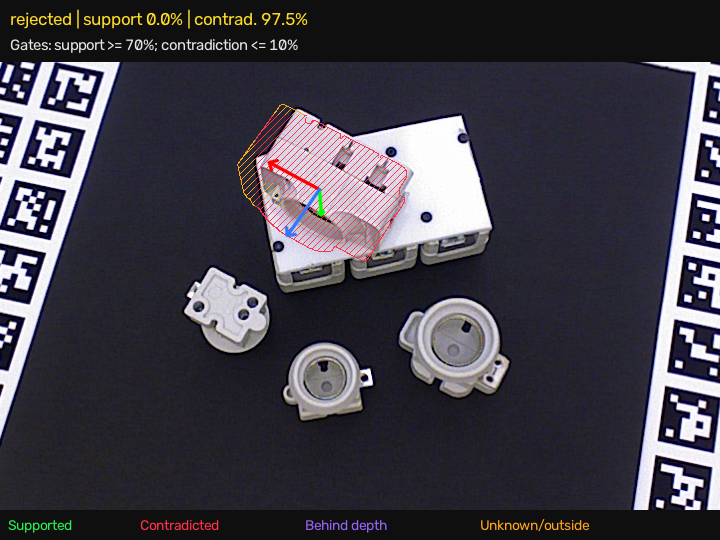 rejected | support 0.0% | contrad. 97.5%
Gates: support >= 70%; contradiction <= 10%
Supported
Contradicted
Behind depth
Unknown/outside